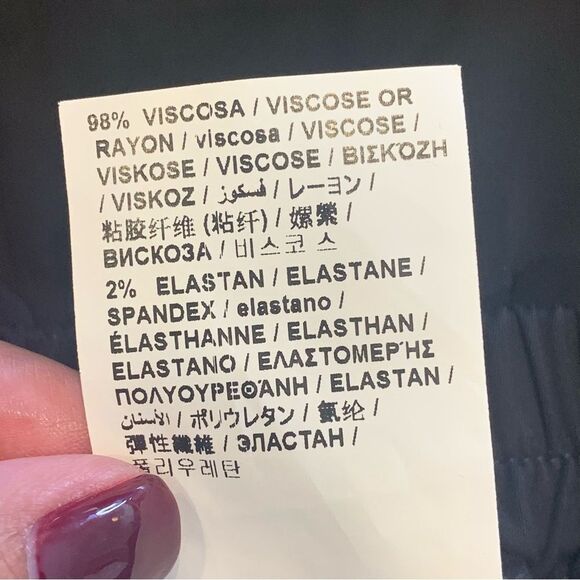 98% VISCOSA / VISCOSE OR
RAYON / viscosa / VISCOSE /
VISKOSE / VISCOSE / ΒΙΣΚΌΖΗ
/ VISKOZ / فسكوز / レーヨン /
粘胶纤维 (粘纤) / 嫘縈 /
ВИСКОЗА / 비스코 스
2% ELASTAN / ELASTANE /
SPANDEX / elastano /
ÉLASTHANNE / ELASTHAN /
ELASTANO / ΕΛΑΣΤΟΜΕΡΉΣ
ΠΟΛΥΟΥΡΕΘΆΝΗ / ELASTAN /
الأستان / ポリウレタン / 氨纶 /
彈性纖維 / ЭЛАСТАН /
폴리우레탄